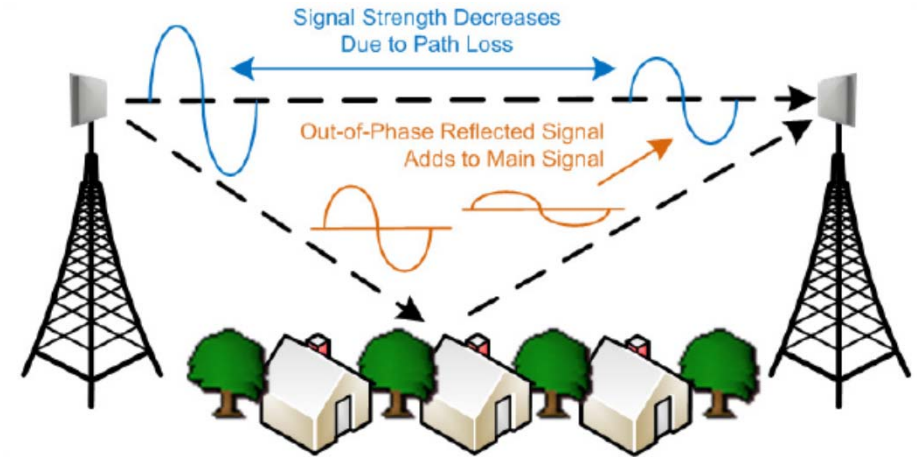 Signal Strength Decreases
Due to Path Loss
Out-of-Phase Reflected Signal
Adds to Main Signal